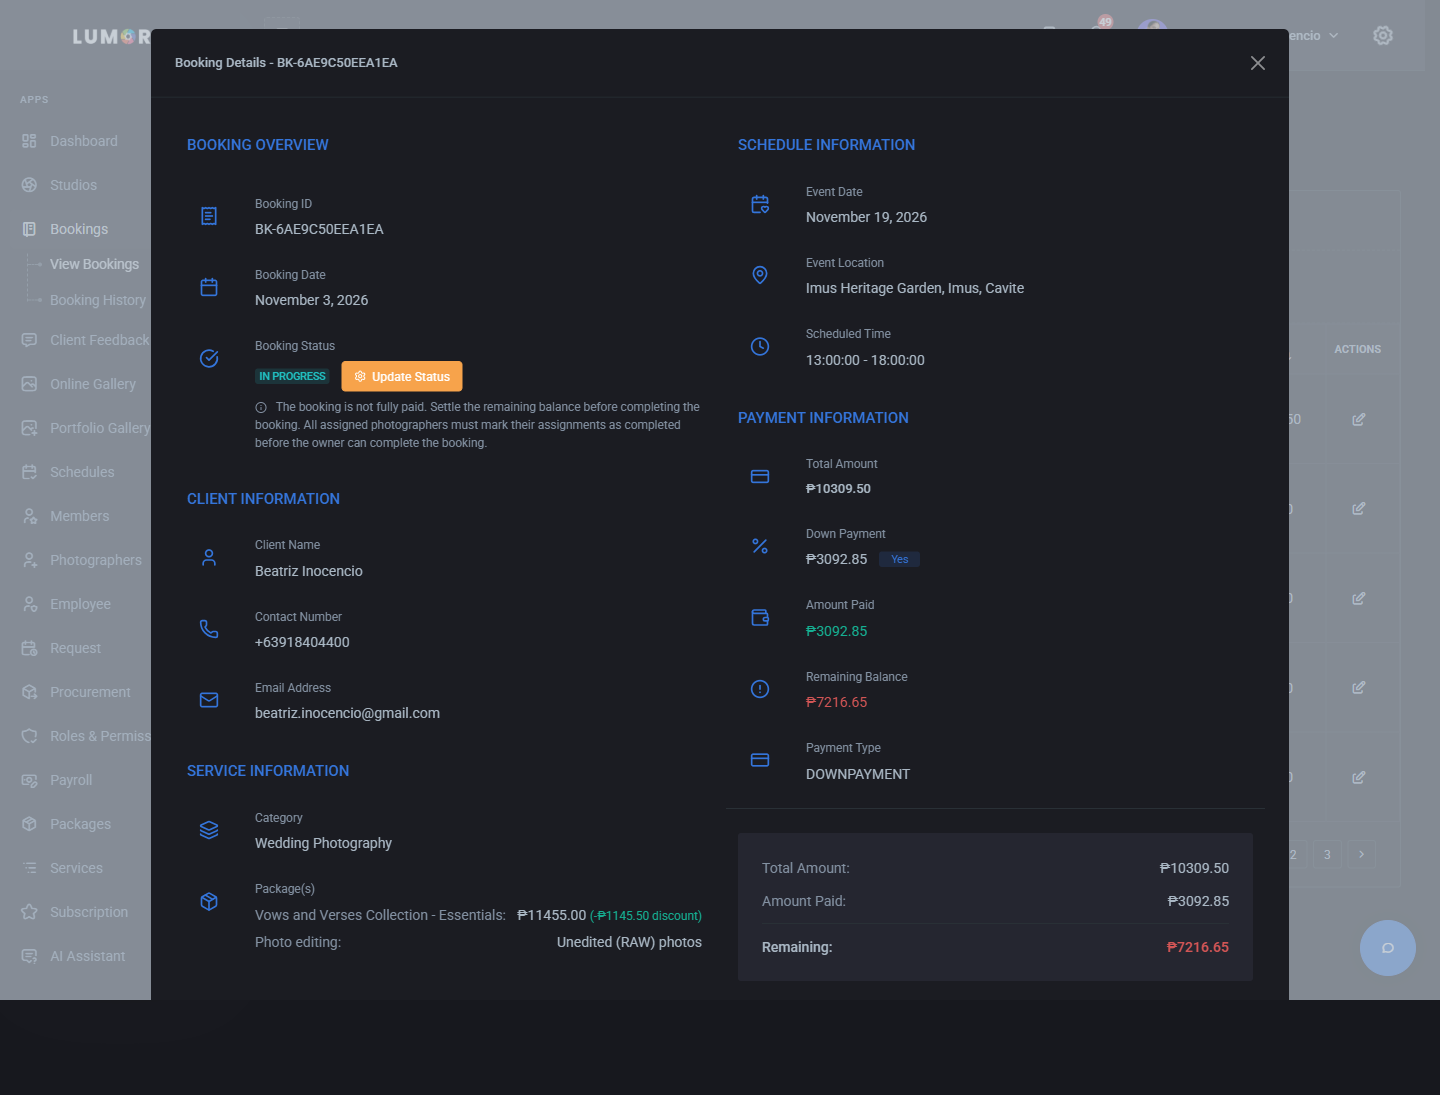 LUMOR
49
encio
Booking Details - BK-6AE9C50EEA1EA
APPS
Dashboard
Studios
Bookings
View Bookings
Booking History
Client Feedback
Online Gallery
Portfolio Gallery
Schedules
Members
Photographers
Employee
Request
Procurement
Roles & Permiss
Payroll
Packages
Services
Subscription
AI Assistant
BOOKING OVERVIEW
Booking ID
BK-6AE9C50EEA1EA
Booking Date
November 3, 2026
Booking Status
IN PROGRESS Update Status
The booking is not fully paid. Settle the remaining balance before completing the
booking. All assigned photographers must mark their assignments as completed
before the owner can complete the booking.
CLIENT INFORMATION
Client Name
Beatriz Inocencio
Contact Number
+63918404400
Email Address
beatriz.inocencio@gmail.com
SERVICE INFORMATION
Category
Wedding Photography
Package(s)
Vows and Verses Collection - Essentials: ₱11455.00 (-₱1145.50 discount)
Photo editing: Unedited (RAW) photos
SCHEDULE INFORMATION
Event Date
November 19, 2026
Event Location
Imus Heritage Garden, Imus, Cavite
Scheduled Time
13:00:00 - 18:00:00
PAYMENT INFORMATION
Total Amount
₱10309.50
Down Payment
₱3092.85 Yes
Amount Paid
₱3092.85
Remaining Balance
₱7216.65
Payment Type
DOWNPAYMENT
Total Amount: ₱10309.50
Amount Paid: ₱3092.85
Remaining: ₱7216.65
ACTIONS
50
0
0
0
0
2 3